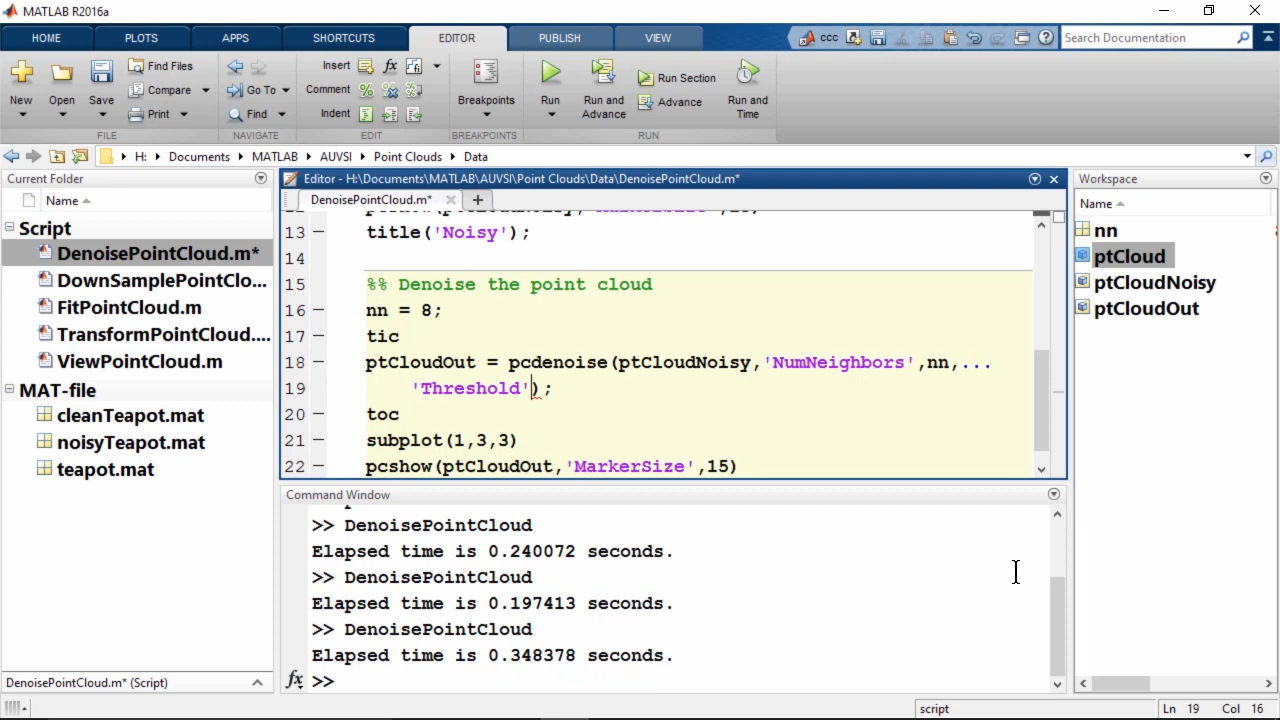 MATLAB R2016a
HOME PLOTS APPS SHORTCUTS EDITOR PUBLISH VIEW ccc Search Documentation
New Open Save Find Files Compare Print Go To Find Insert Comment Indent Breakpoints Run Run and Advance Run Section Advance Run and Time
FILE NAVIGATE EDIT BREAKPOINTS RUN
H: Documents MATLAB AUVSI Point Clouds Data
Current Folder
Name
Script
DenoisePointCloud.m*
DownSamplePointClo...
FitPointCloud.m
TransformPointCloud....
ViewPointCloud.m
MAT-file
cleanTeapot.mat
noisyTeapot.mat
teapot.mat
DenoisePointCloud.m* (Script)
Editor - H:\Documents\MATLAB\AUVSI\Point Clouds\Data\DenoisePointCloud.m*
DenoisePointCloud.m*
13 title('Noisy');
14
15 %% Denoise the point cloud
16 nn = 8;
17 tic
18 ptCloudOut = pcdenoise(ptCloudNoisy,'NumNeighbors',nn,...
19 'Threshold');
20 toc
21 subplot(1,3,3)
22 pcshow(ptCloudOut,'MarkerSize',15)
Command Window
>> DenoisePointCloud
Elapsed time is 0.240072 seconds.
>> DenoisePointCloud
Elapsed time is 0.197413 seconds.
>> DenoisePointCloud
Elapsed time is 0.348378 seconds.
fx >>
Workspace
Name
nn
ptCloud
ptCloudNoisy
ptCloudOut
script Ln 19 Col 16